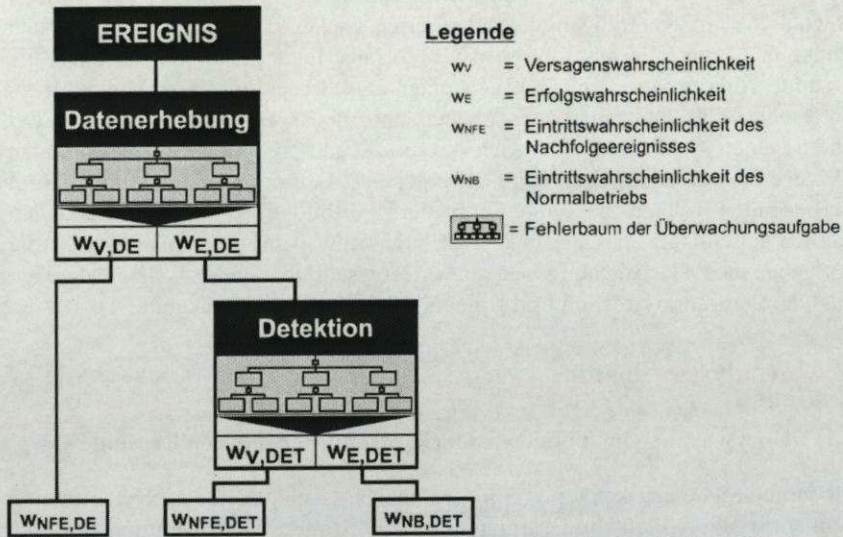 EREIGNIS
Datenerhebung
WV,DE WE,DE
Detektion
WV,DET WE,DET
WNFE,DE WNFE,DET WNB,DET
Legende
WV = Versagenswahrscheinlichkeit
WE = Erfolgswahrscheinlichkeit
WNFE = Eintrittswahrscheinlichkeit des
Nachfolgeereignisses
WNB = Eintrittswahrscheinlichkeit des
Normalbetriebs
= Fehlerbaum der Überwachungsaufgabe